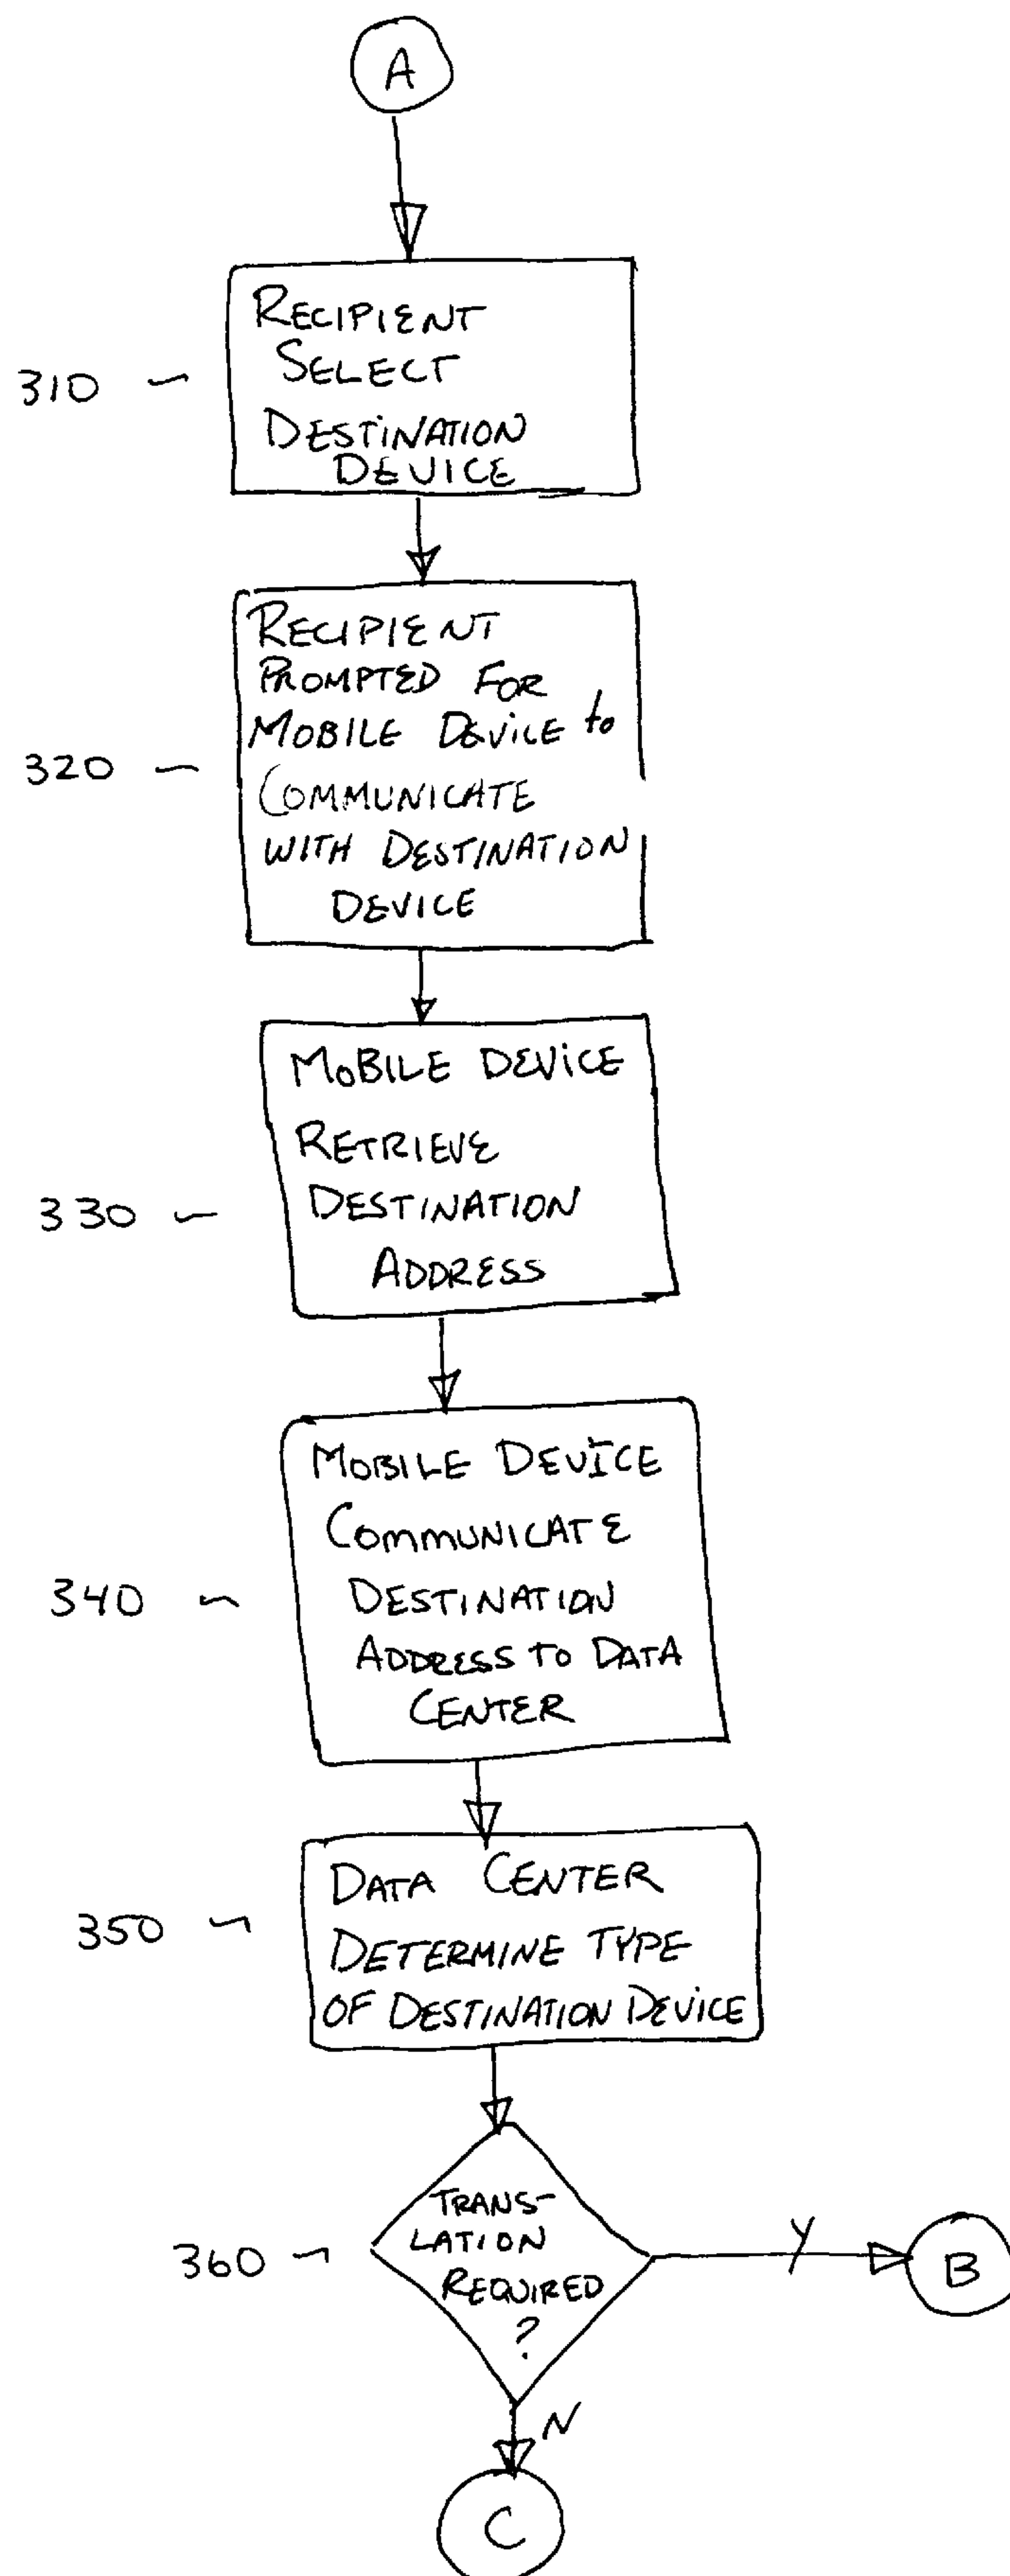 A
RECIPIENT
SELECT
310
DESTINATION
DEVICE
RECIPIENT
PROMPTED FOR
MOBILE DEVICE to
320
COMMUNICATE
WITH DESTINATION
DEVICE
MOBILE DEVICE
RETRIEVE
330
DESTINATION
ADDRESS
MOBILE DEVICE
COMMUNICATE
340
DESTINATION
ADDRESS TO DATA
CENTER
DATA CENTER
350
DETERMINE TYPE
OF DESTINATION DEVICE
TRANS-
LATION
360
REQUIRED
?
Y
B
N
C